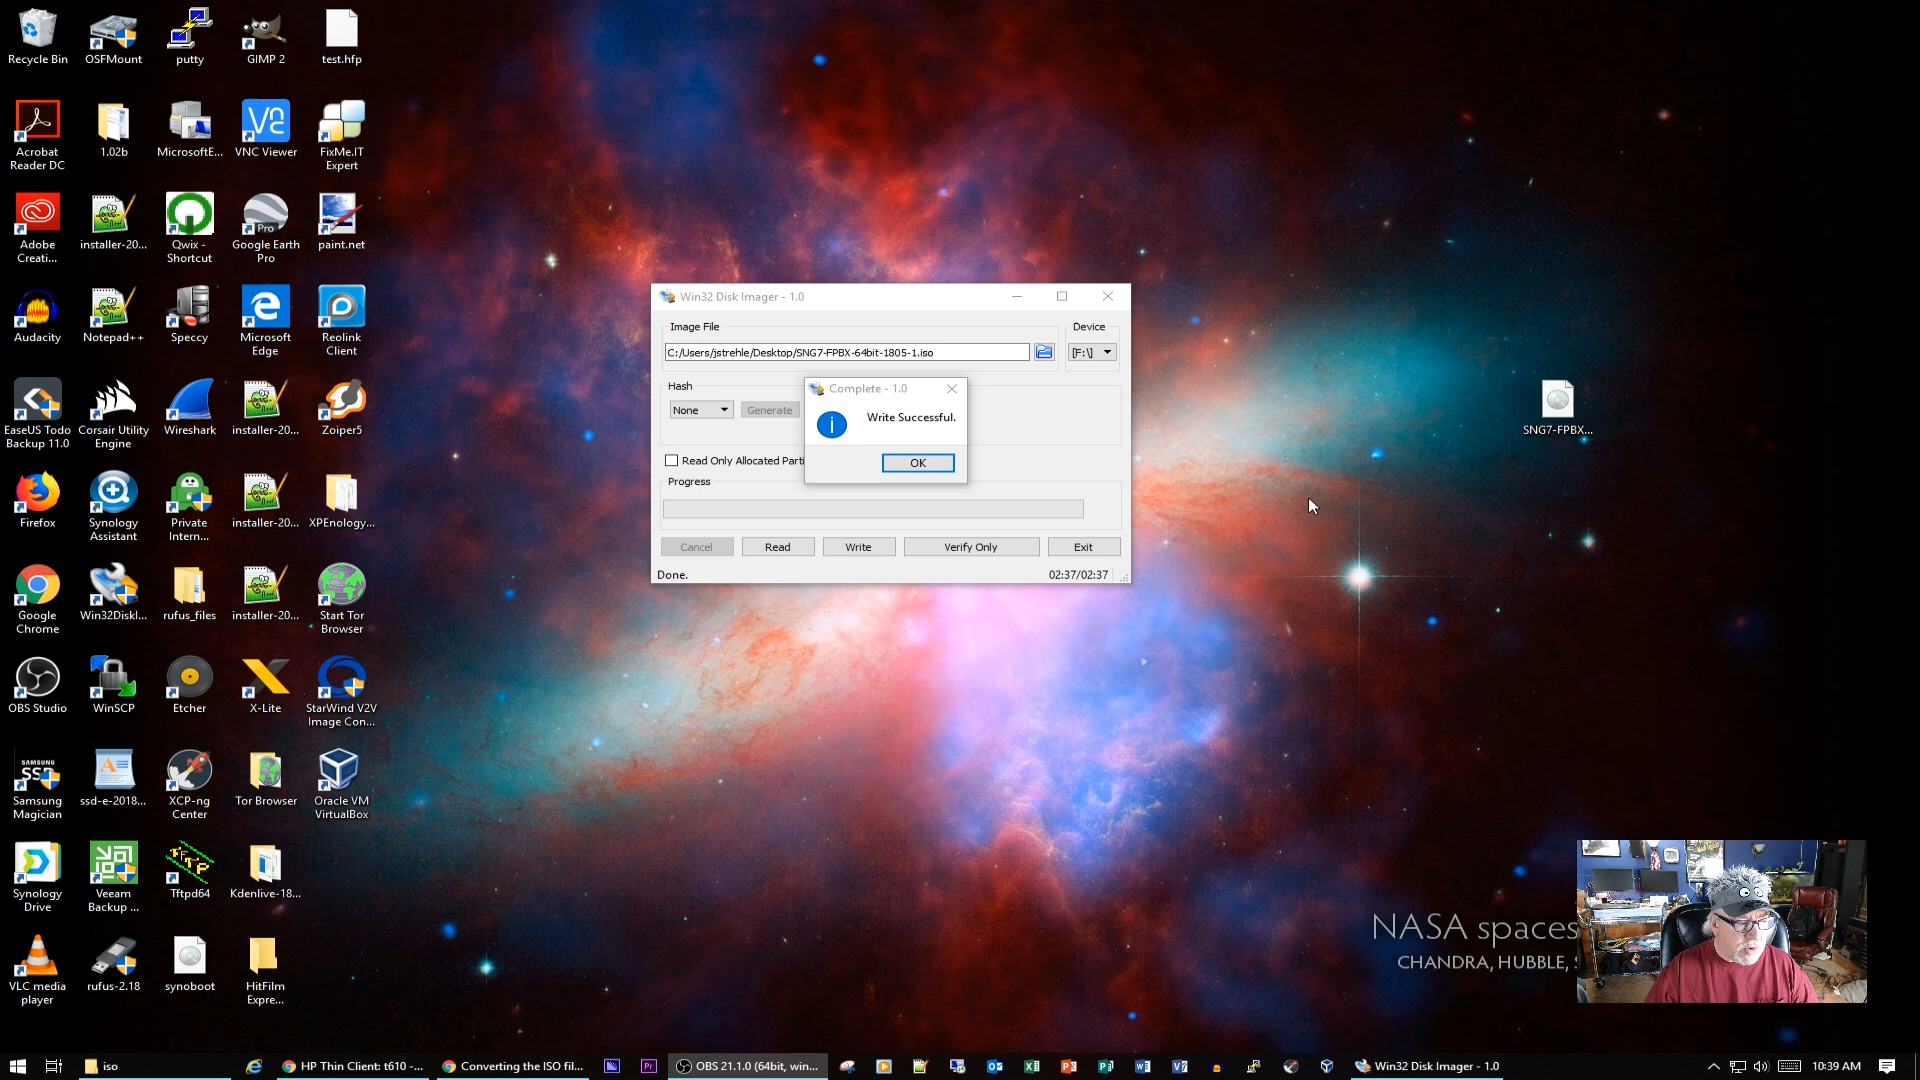 Recycle Bin
OSFMount
putty
GIMP 2
test.hfp
Acrobat
Reader DC
1.02b
MicrosoftE...
VNC Viewer
FixMe.IT
Expert
Adobe
Creati...
installer-20...
Qwix -
Shortcut
Pro
Google Earth
Pro
paint.net
Audacity
Notepad++
Speccy
Microsoft
Edge
Reolink
Client
EaseUS Todo
Backup 11.0
Corsair Utility
Engine
Wireshark
installer-20...
Zoiper5
Firefox
Synology
Assistant
Private
Intern...
installer-20...
XPEnology...
Google
Chrome
Win32DiskI...
rufus_files
installer-20...
Start Tor
Browser
OBS Studio
WinSCP
Etcher
X-Lite
StarWind V2V
Image Con...
SAMSUNG
SSD
Samsung
Magician
ssd-e-2018...
XCP-ng
Center
Tor Browser
Oracle VM
VirtualBox
Synology
Drive
Veeam
Backup ...
Tftpd64
Kdenlive-18...
VLC media
player
rufus-2.18
synoboot
HitFilm
Expre...
Win32 Disk Imager - 1.0
Image File
Device
C:/Users/jstrehle/Desktop/SNG7-FPBX-64bit-1805-1.iso
[F:\]
Hash
None
Generate
Complete - 1.0
Write Successful.
OK
Read Only Allocated Parti
Progress
Cancel
Read
Write
Verify Only
Exit
Done.
02:37/02:37
SNG7-FPBX...
NASA spaces
CHANDRA, HUBBLE, S
iso
HP Thin Client: t610 -...
Converting the ISO fil...
OBS 21.1.0 (64bit, win...
Win32 Disk Imager - 1.0
10:39 AM